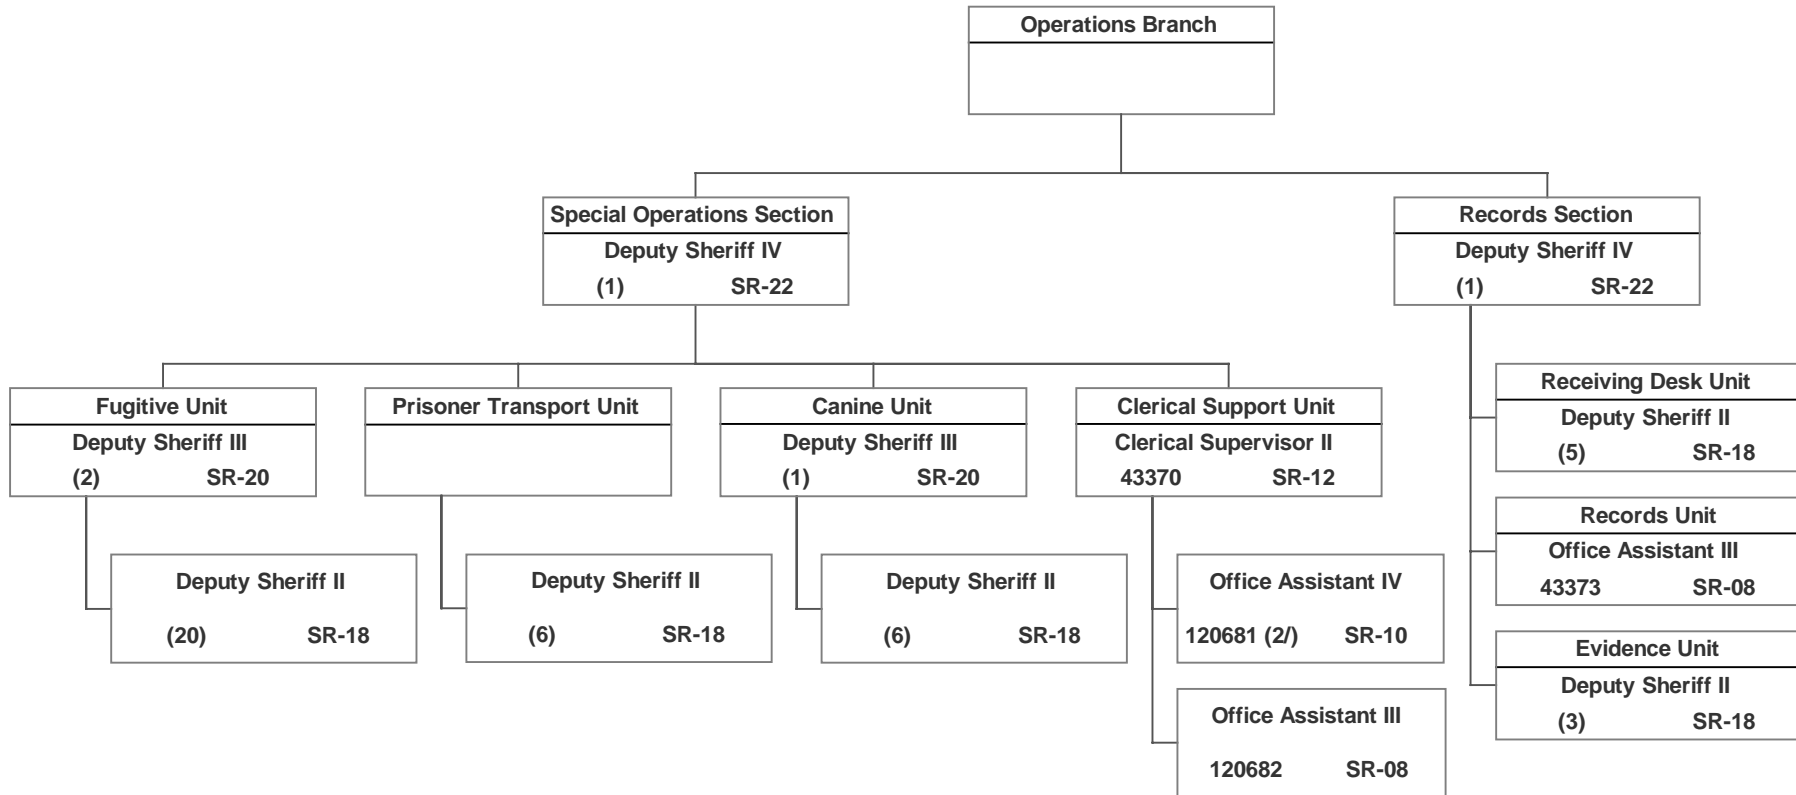 Operations Branch
Special Operations Section
Deputy Sheriff IV
(1) SR-22
Records Section
Deputy Sheriff IV
(1) SR-22
Fugitive Unit
Deputy Sheriff III
(2) SR-20
Deputy Sheriff II
(20) SR-18
Prisoner Transport Unit
Deputy Sheriff II
(6) SR-18
Canine Unit
Deputy Sheriff III
(1) SR-20
Deputy Sheriff II
(6) SR-18
Clerical Support Unit
Clerical Supervisor II
43370 SR-12
Office Assistant IV
120681 (2/) SR-10
Office Assistant III
120682 SR-08
Receiving Desk Unit
Deputy Sheriff II
(5) SR-18
Records Unit
Office Assistant III
43373 SR-08
Evidence Unit
Deputy Sheriff II
(3) SR-18